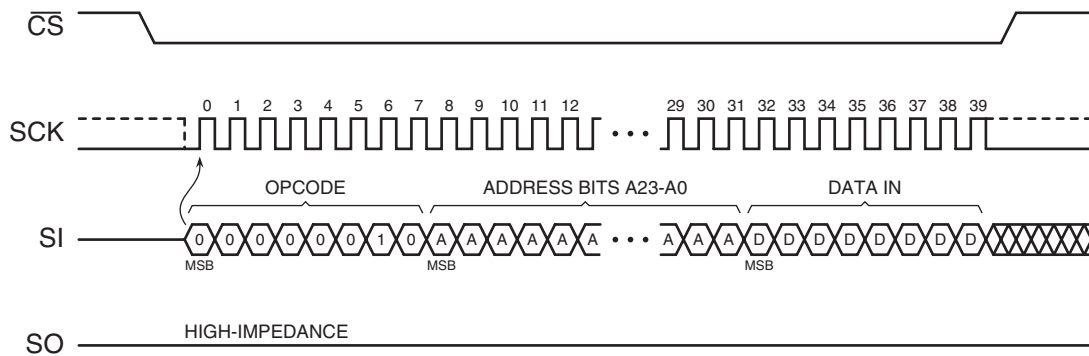 CS
0 1 2 3 4 5 6 7 8 9 10 11 12 29 30 31 32 33 34 35 36 37 38 39
SCK
OPCODE ADDRESS BITS A23-A0 DATA IN
SI 0 0 0 0 0 0 1 0 A A A A A A A A A D D D D D D D D
MSB MSB MSB
HIGH-IMPEDANCE
SO